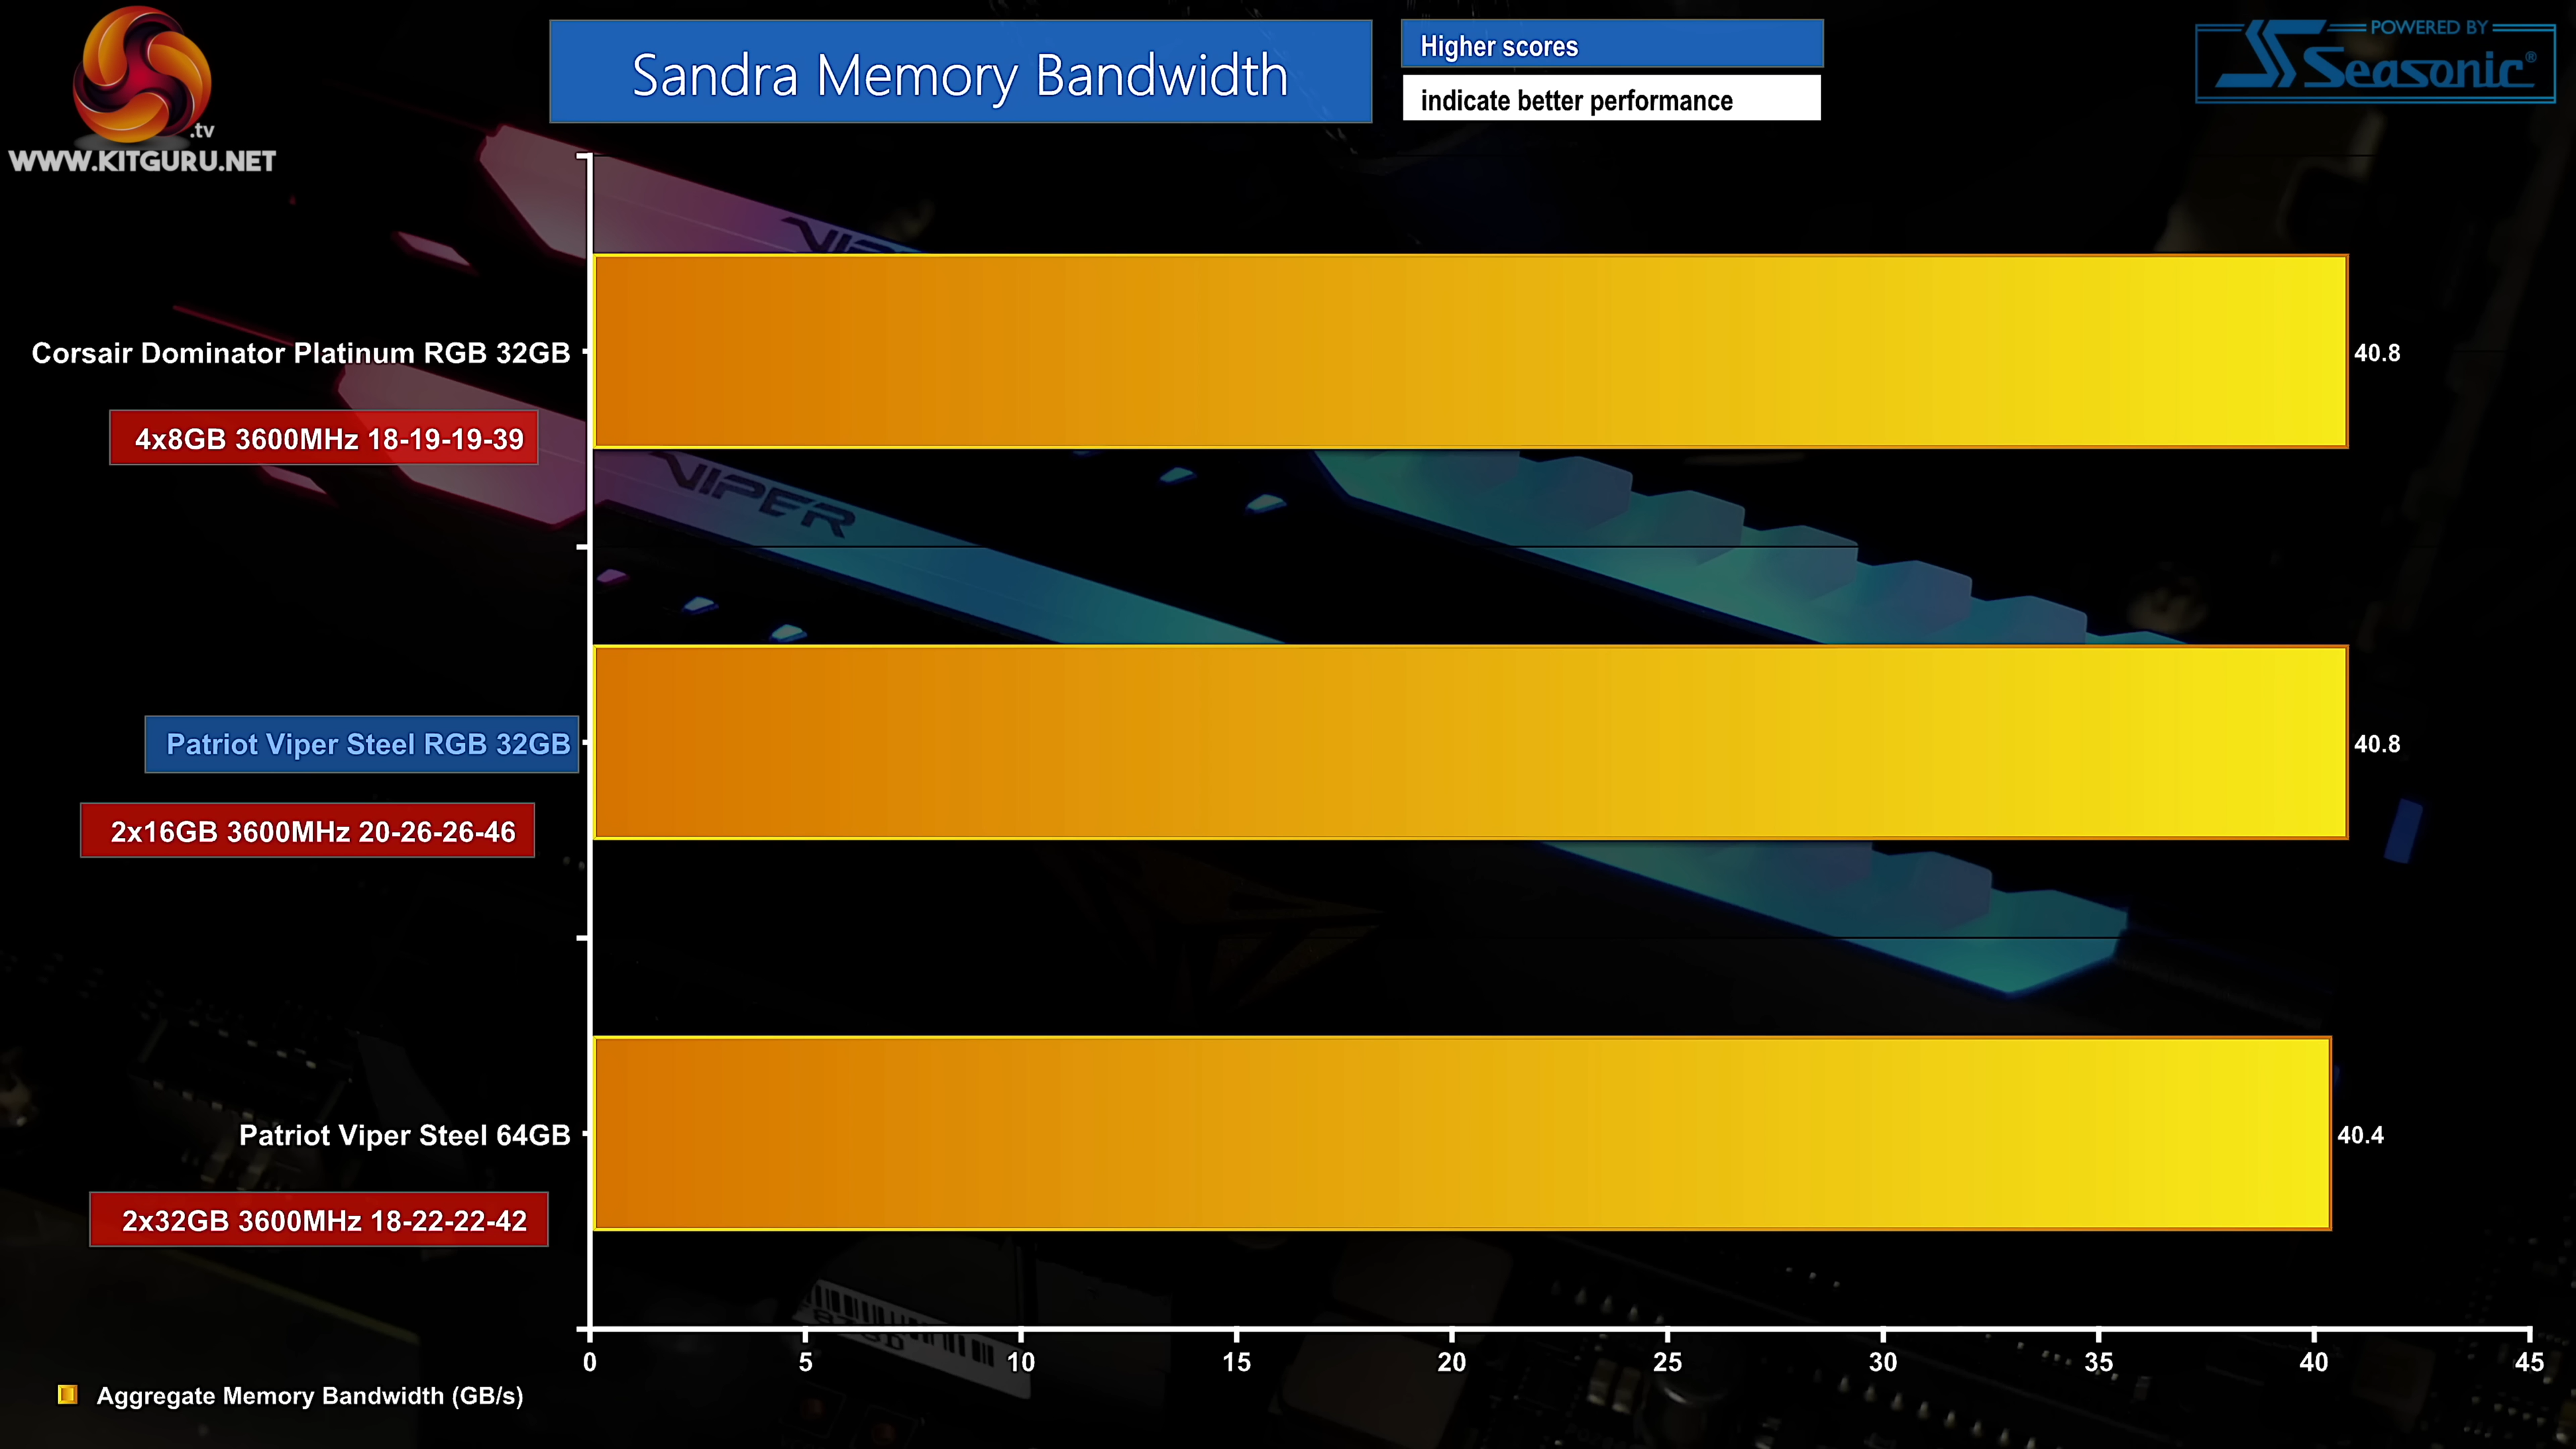 .tv
WWW.KITGURU.NET
Sandra Memory Bandwidth
Higher scores
indicate better performance
POWERED BY
Seasonic®
VIPER
Corsair Dominator Platinum RGB 32GB
40.8
4x8GB 3600MHz 18-19-19-39
VIPER
Patriot Viper Steel RGB 32GB
40.8
2x16GB 3600MHz 20-26-26-46
Patriot Viper Steel 64GB
40.4
2x32GB 3600MHz 18-22-22-42
0 5 10 15 20 25 30 35 40 45
Aggregate Memory Bandwidth (GB/s)